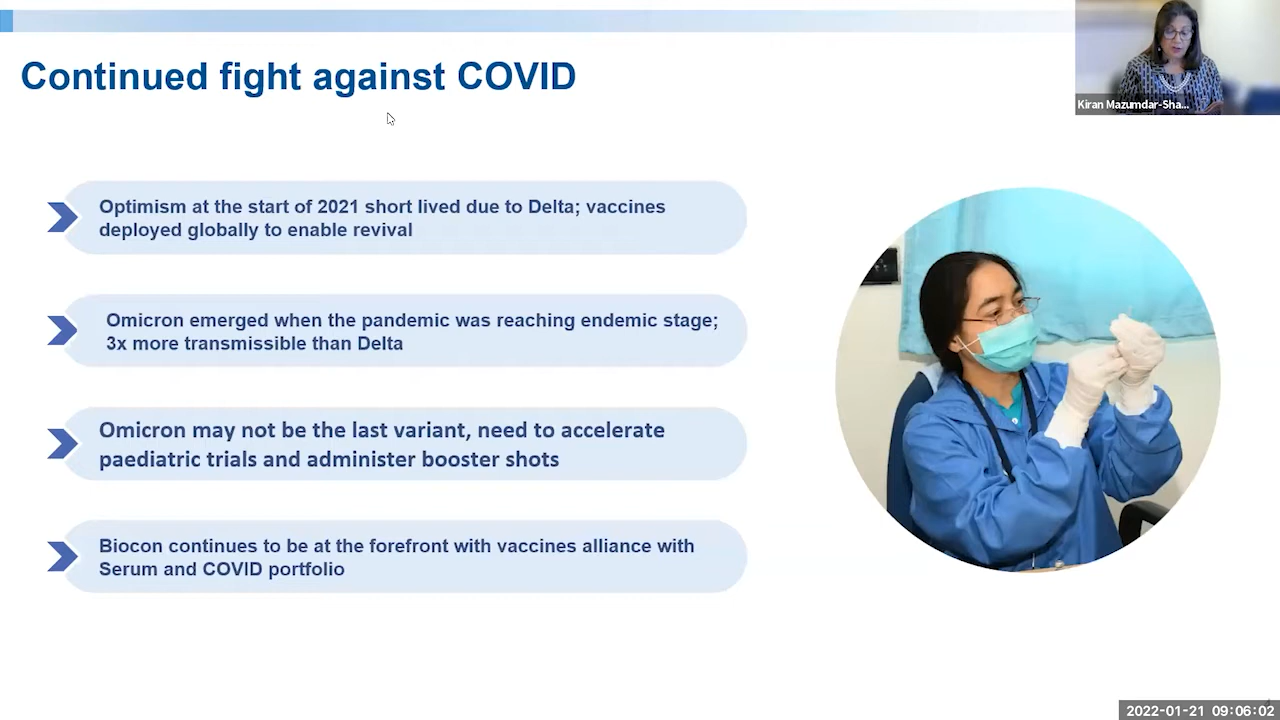 Continued fight against COVID
Kiran Mazumdar-Sha...
Optimism at the start of 2021 short lived due to Delta; vaccines
deployed globally to enable revival
Omicron emerged when the pandemic was reaching endemic stage;
3x more transmissible than Delta
Omicron may not be the last variant, need to accelerate
paediatric trials and administer booster shots
Biocon continues to be at the forefront with vaccines alliance with
Serum and COVID portfolio
2022-01-21 09:06:02